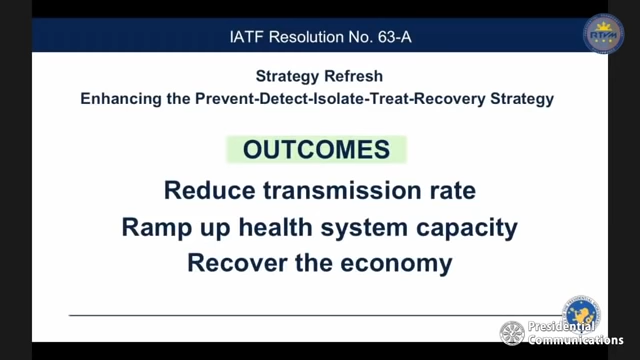 IATF Resolution No. 63-A
RTVM
Strategy Refresh
Enhancing the Prevent-Detect-Isolate-Treat-Recovery Strategy
OUTCOMES
Reduce transmission rate
Ramp up health system capacity
Recover the economy
Presidential
Communications